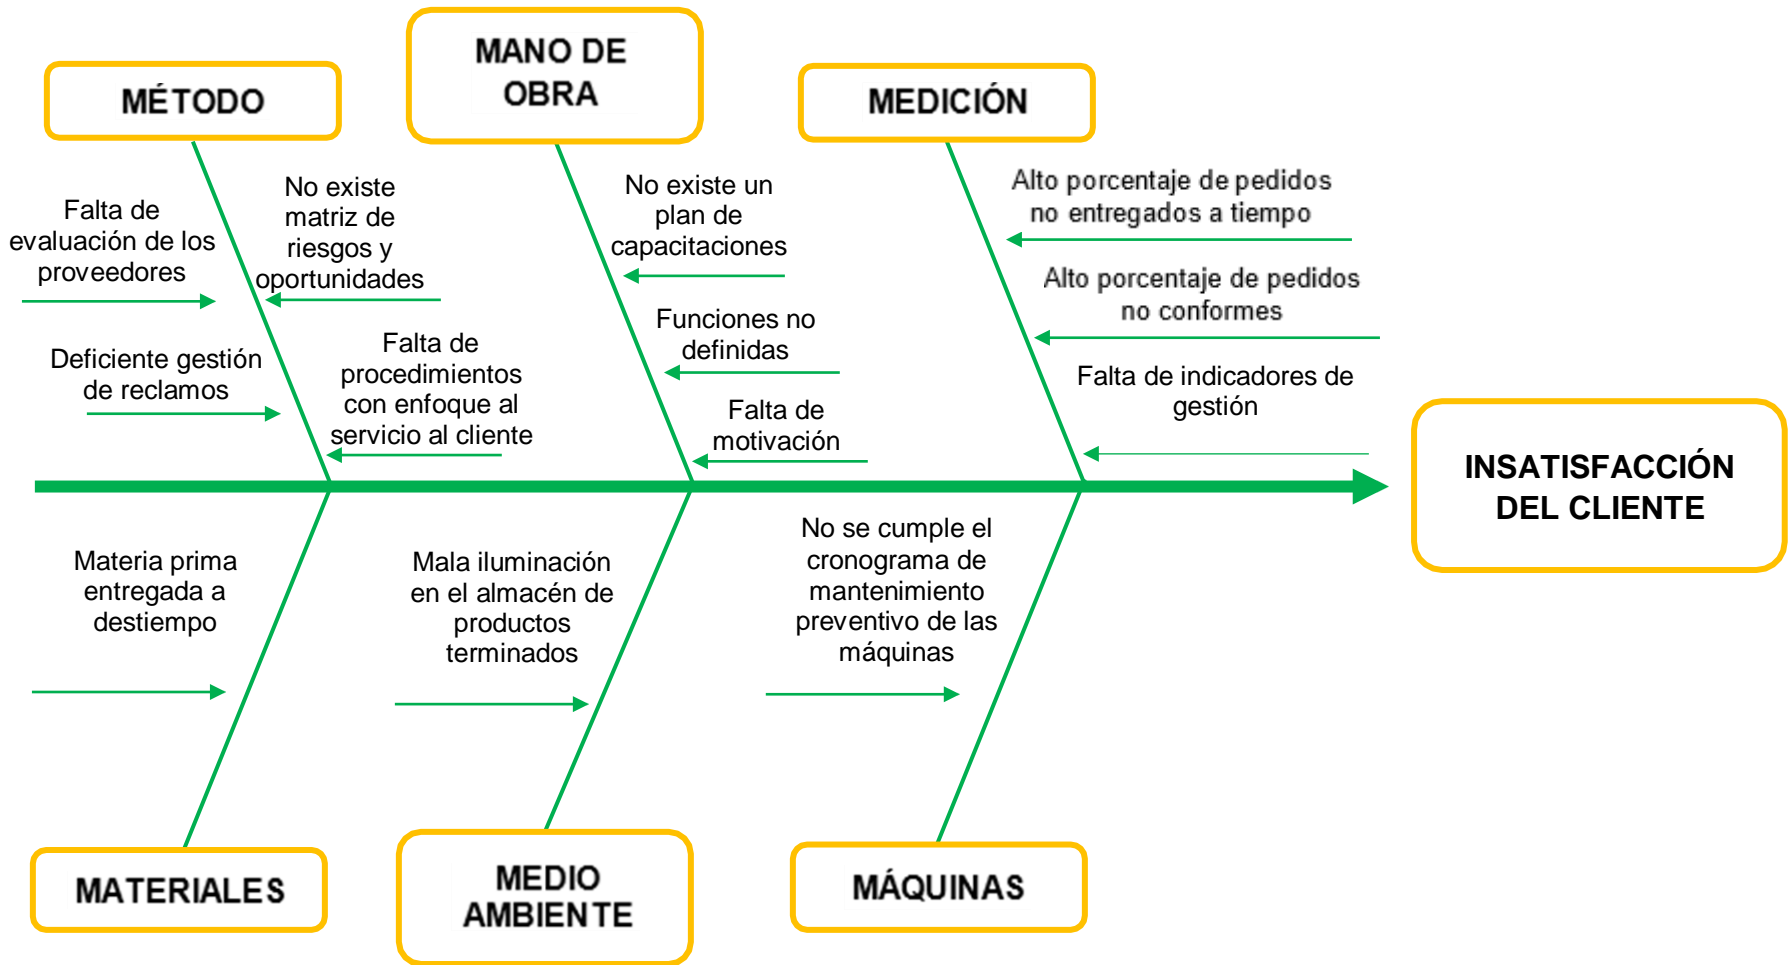 MÉTODO
MANO DE
OBRA
MEDICIÓN
Falta de
evaluación de los
proveedores
No existe
matriz de
riesgos y
oportunidades
Deficiente gestión
de reclamos
Falta de
procedimientos
con enfoque al
servicio al cliente
No existe un
plan de
capacitaciones
Funciones no
definidas
Falta de
motivación
Alto porcentaje de pedidos
no entregados a tiempo
Alto porcentaje de pedidos
no conformes
Falta de indicadores de
gestión
INSATISFACCIÓN
DEL CLIENTE
Materia prima
entregada a
destiempo
Mala iluminación
en el almacén de
productos
terminados
No se cumple el
cronograma de
mantenimiento
preventivo de las
máquinas
MATERIALES
MEDIO
AMBIENTE
MÁQUINAS